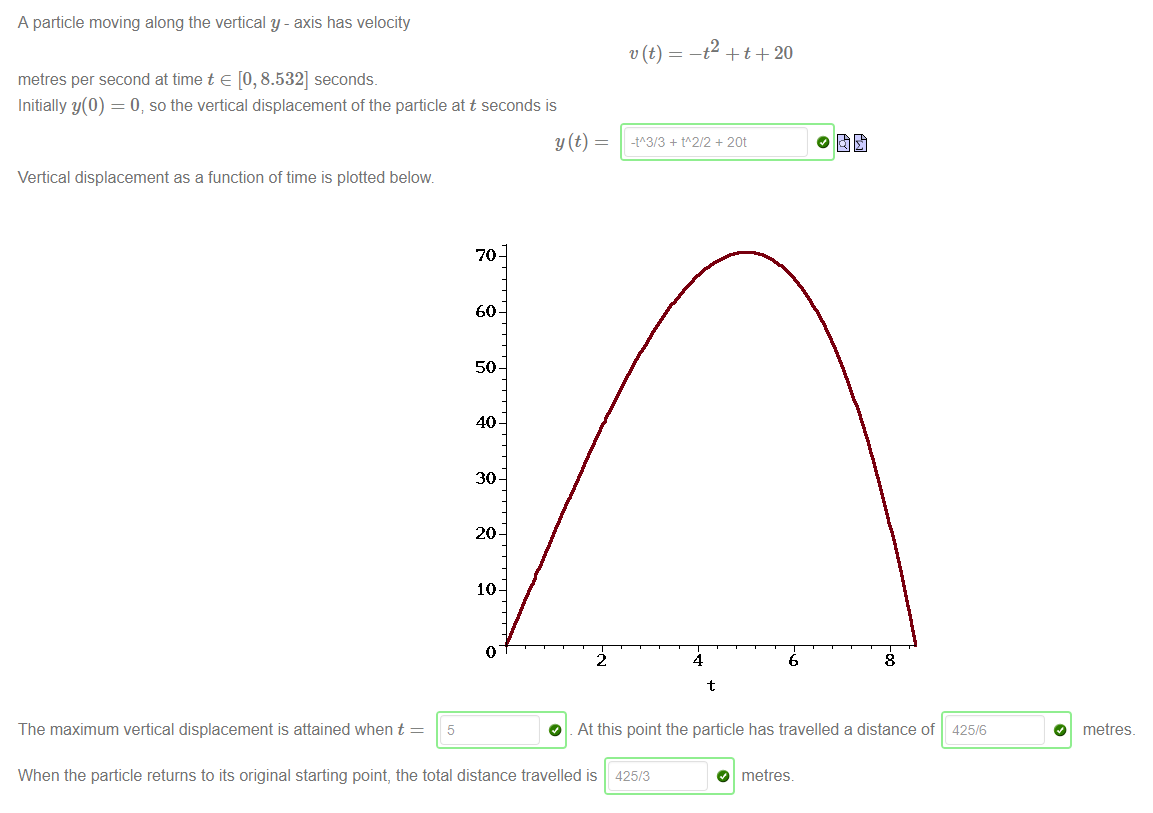 A particle moving along the vertical y - axis has velocity
v(t) = −t² + t + 20
metres per second at time t ∈ [0, 8.532] seconds.
Initially y(0) = 0, so the vertical displacement of the particle at t seconds is
y(t) = -t^3/3 + t^2/2 + 20t
Vertical displacement as a function of time is plotted below.
70
60
50
40
30
20
10
0
2 4 6 8
t
The maximum vertical displacement is attained when t = 5 . At this point the particle has travelled a distance of 425/6 metres.
When the particle returns to its original starting point, the total distance travelled is 425/3 metres.